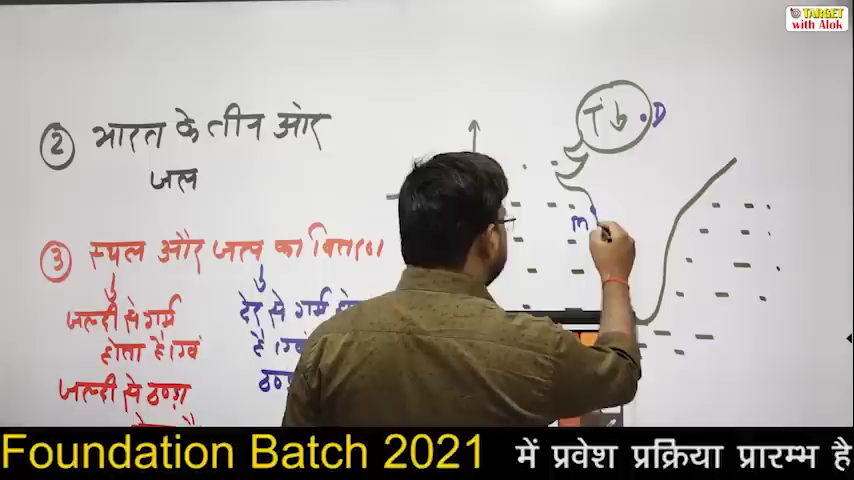 TARGET
with Alok
② भारत के तीन ओर
जल
T↓ D
m
③ स्थल और जल का वितरण
जल्दी से गर्म
होता है। एवं
जल्दी से ठण्डा
देर से गर्म
है। एवं
Foundation Batch 2021 में प्रवेश प्रक्रिया प्रारम्भ है